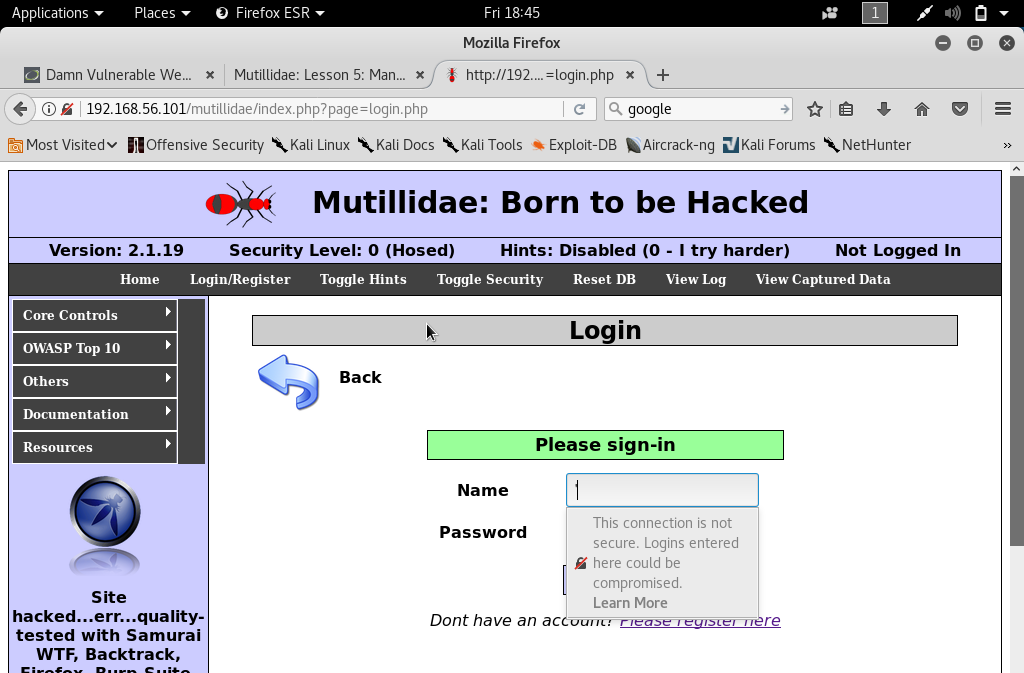 Applications Places Firefox ESR Fri 18:45 1
Mozilla Firefox
Damn Vulnerable We... Mutillidae: Lesson 5: Man... http://192....=login.php
192.168.56.101/mutillidae/index.php?page=login.php google
Most Visited Offensive Security Kali Linux Kali Docs Kali Tools Exploit-DB Aircrack-ng Kali Forums NetHunter »
Mutillidae: Born to be Hacked
Version: 2.1.19 Security Level: 0 (Hosed) Hints: Disabled (0 - I try harder) Not Logged In
Home Login/Register Toggle Hints Toggle Security Reset DB View Log View Captured Data
Core Controls
OWASP Top 10
Others
Documentation
Resources
Site
hacked...err...quality-
tested with Samurai
WTF, Backtrack,
Firefox, Burp-Suite,
Login
Back
Please sign-in
Name '
Password
This connection is not
secure. Logins entered
here could be
compromised.
Learn More
Dont have an account? Please register here